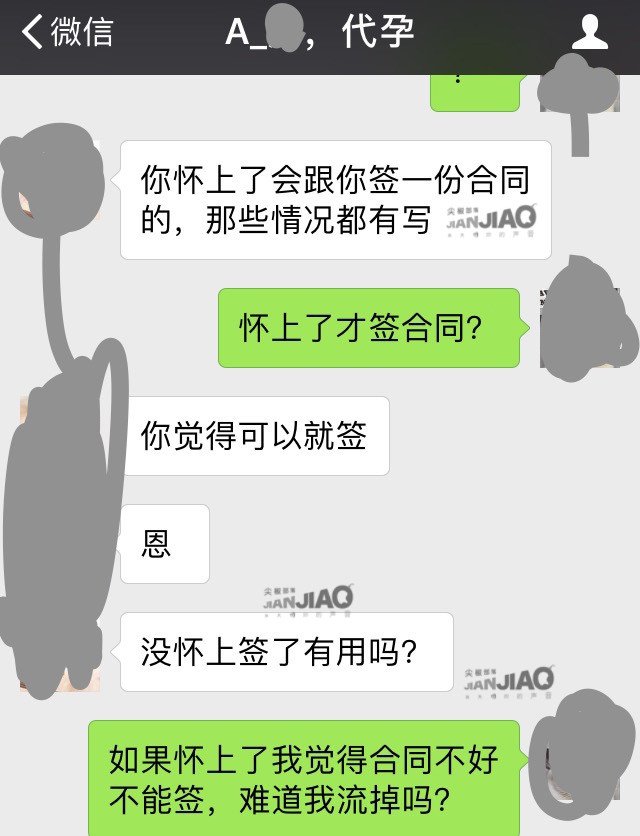 微信
A_，代孕
！
你怀上了会跟你签一份合同
的，那些情况都有写
尖椒部落
JIANJIAO
怀上了才签合同？
你觉得可以就签
恩
尖椒部落
JIANJIAO
没怀上签了有用吗？
尖椒部落
JIANJIAO
如果怀上了我觉得合同不好
不能签，难道我流掉吗？